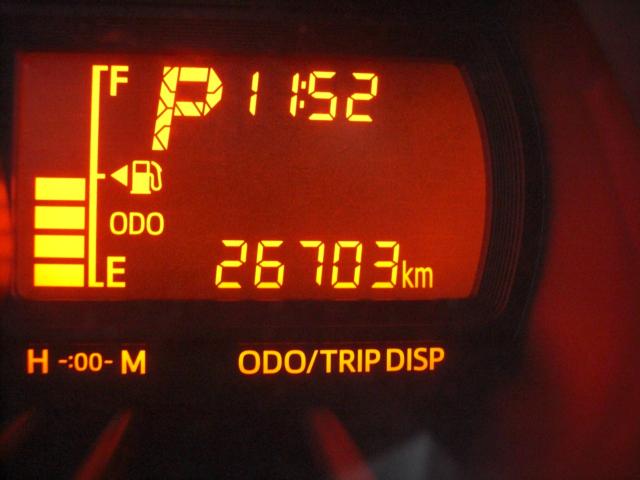 F P 11:52
ODO
E 26703km
H -:00- M ODO/TRIP DISP